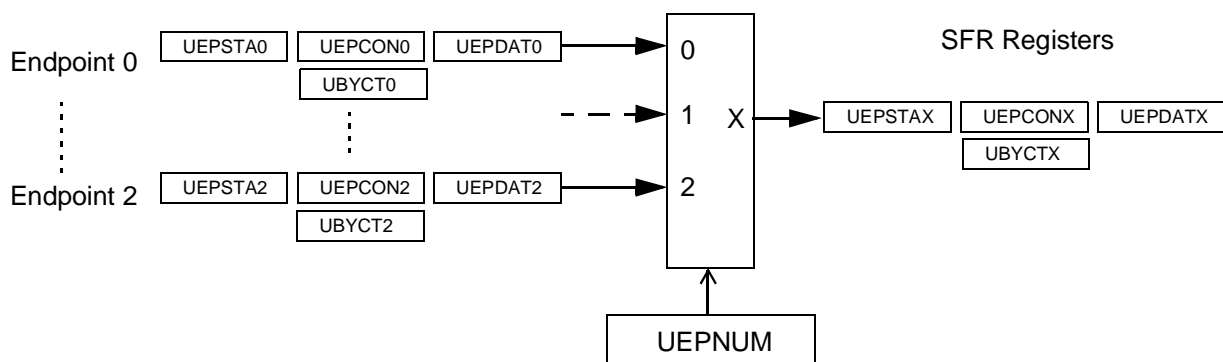 Endpoint 0 UEPSTA0 UEPCON0 UEPDAT0 0 SFR Registers
UBYCT0
1 X UEPSTAX UEPCONX UEPDATX
UBYCTX
Endpoint 2 UEPSTA2 UEPCON2 UEPDAT2 2
UBYCT2
UEPNUM